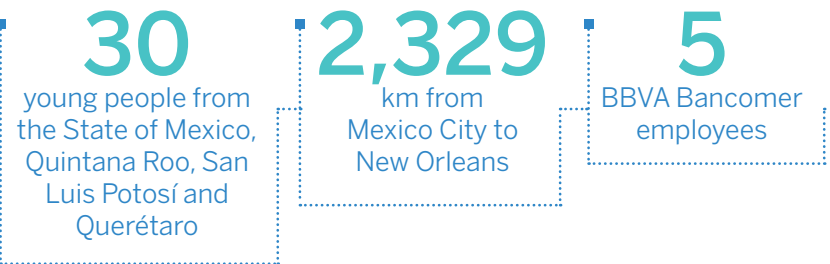 30
young people from
the State of Mexico,
Quintana Roo, San
Luis Potosí and
Querétaro
2,329
km from
Mexico City to
New Orleans
5
BBVA Bancomer
employees